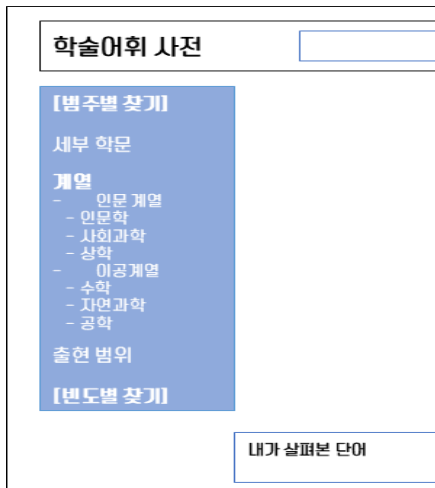 학술어휘 사전
[범주별 찾기]
세부 학문
계열
- 인문 계열
- 인문학
- 사회과학
- 상학
- 이공계열
- 수학
- 자연과학
- 공학
출현 범위
[빈도별 찾기]
내가 살펴본 단어